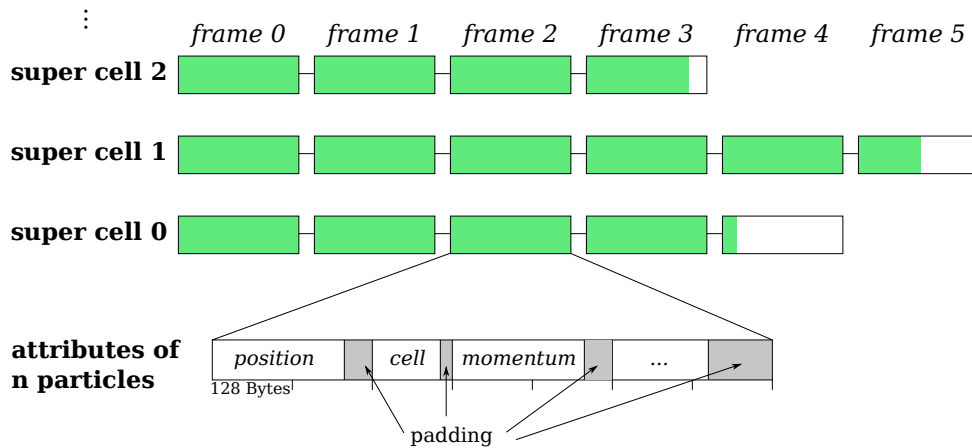 ⋮
frame 0 frame 1 frame 2 frame 3 frame 4 frame 5
super cell 2
super cell 1
super cell 0
attributes of
n particles
position cell momentum ...
128 Bytes
padding